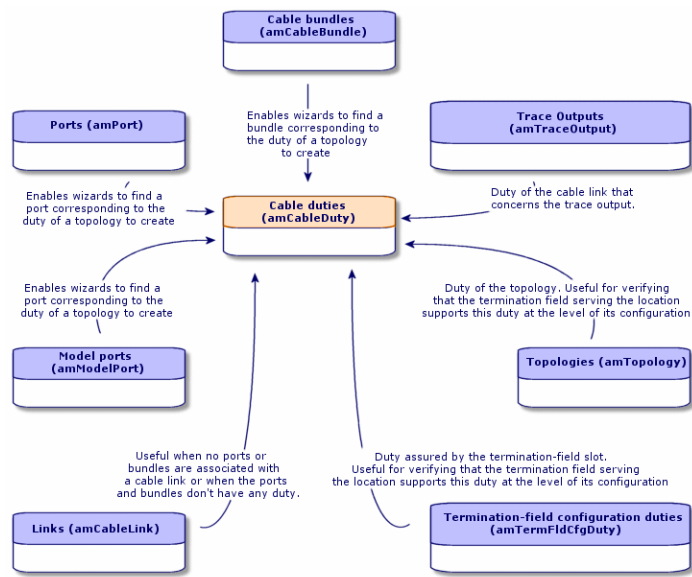 Cable bundles
(amCableBundle)
Enables wizards to find a
bundle corresponding to
the duty of a topology
to create
Ports (amPort)
Trace Outputs
(amTraceOutput)
Enables wizards to find a
port corresponding to the
duty of a topology to create
Cable duties
(amCableDuty)
Duty of the cable link that
concerns the trace output.
Enables wizards to find a
port corresponding to the
duty of a topology to create
Duty of the topology. Useful for verifying
that the termination field serving the location
supports this duty at the level of its configuration
Model ports
(amModelPort)
Topologies (amTopology)
Useful when no ports or
bundles are associated with
a cable link or when the ports
and bundles don't have any duty.
Duty assured by the termination-field slot.
Useful for verifying that the termination field serving
the location supports this duty at the level of its configuration
Links (amCableLink)
Termination-field configuration duties
(amTermFldCfgDuty)